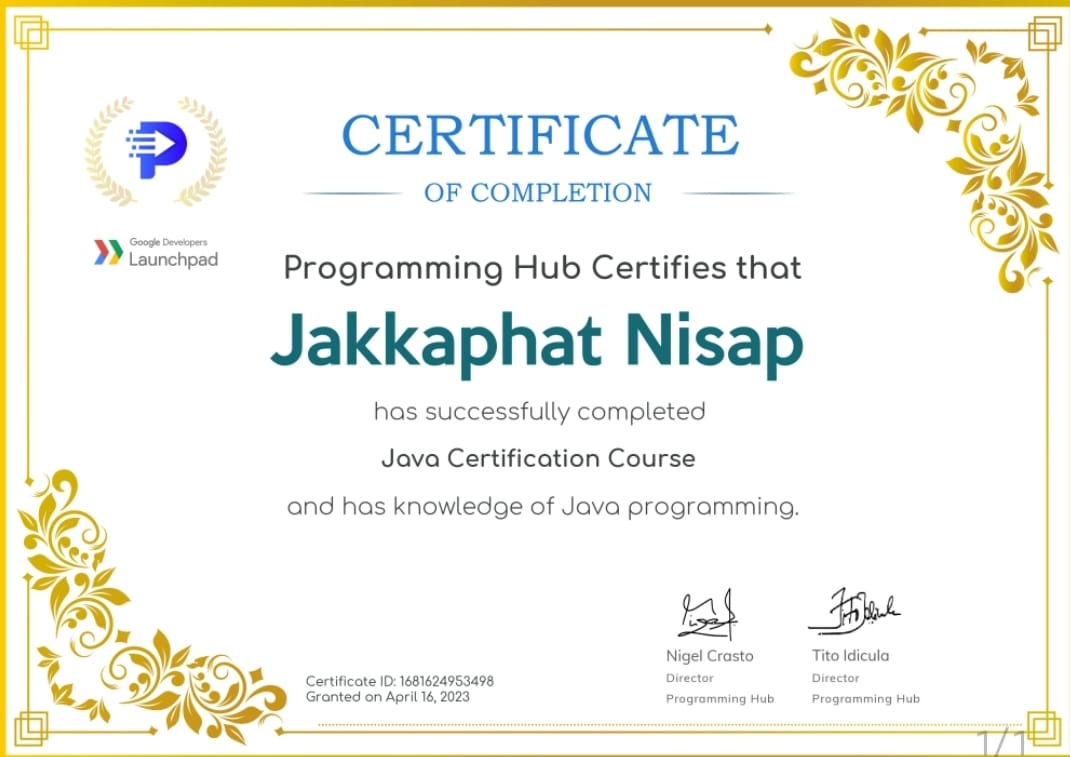 CERTIFICATE
OF COMPLETION
Google Developers
Launchpad
Programming Hub Certifies that
Jakkaphat Nisap
has successfully completed
Java Certification Course
and has knowledge of Java programming.
Nigel Crasto
Director
Programming Hub
Tito Idicula
Director
Programming Hub
Certificate ID: 1681624953498
Granted on April 16, 2023
1/1